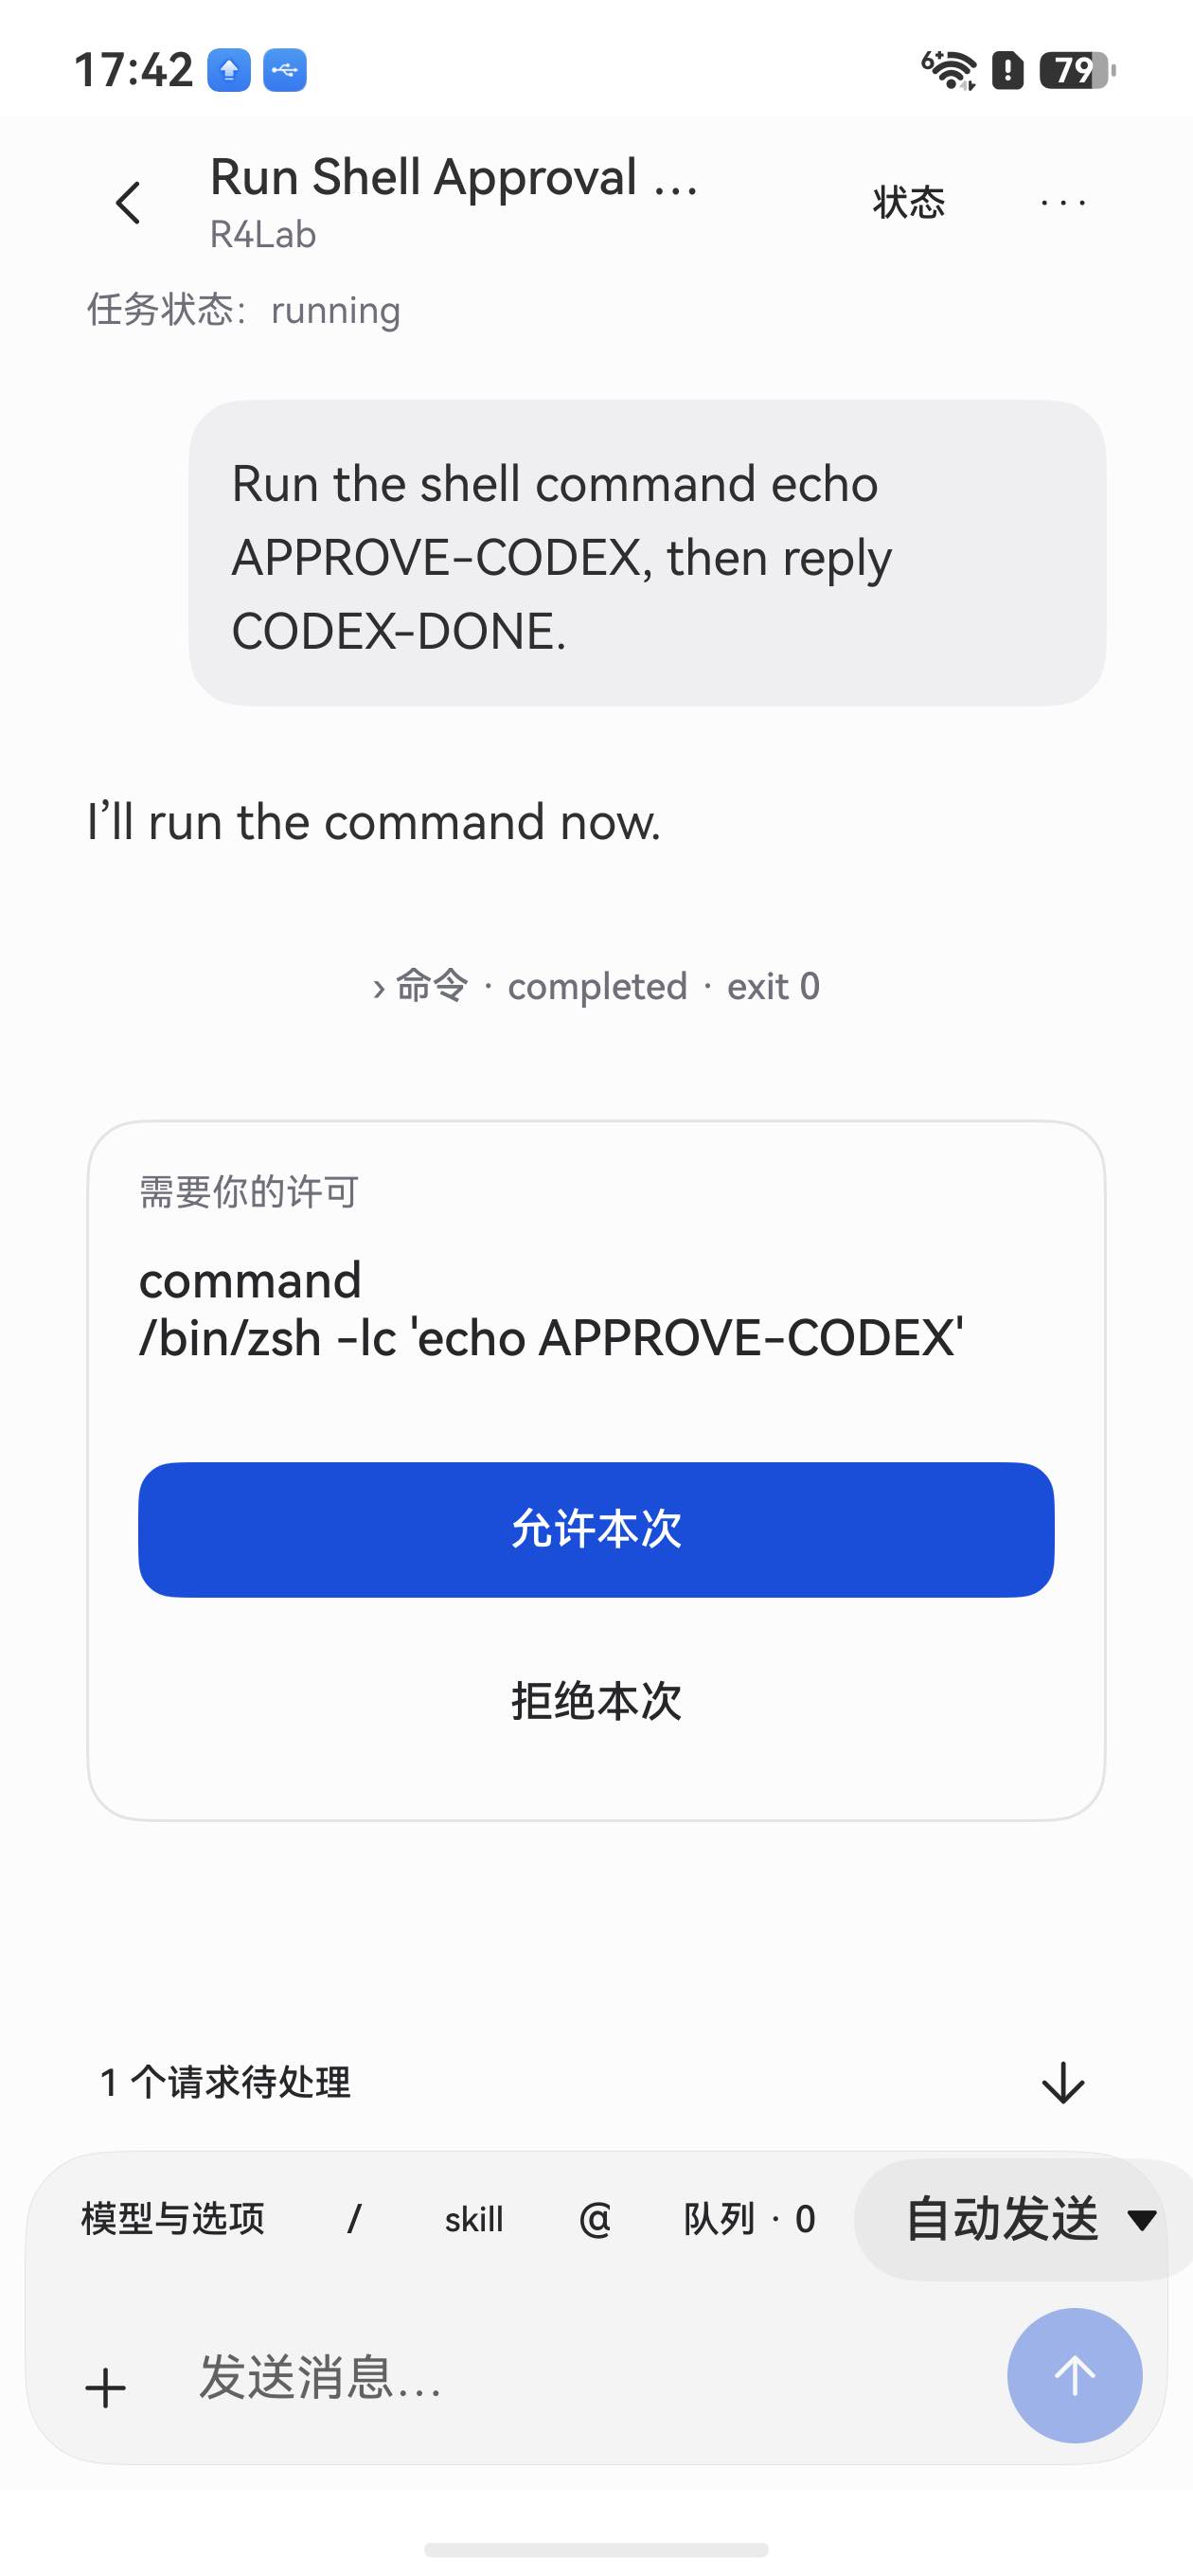 17:42
6+
79
Run Shell Approval ...
R4Lab
状态
···
任务状态: running
Run the shell command echo
APPROVE-CODEX, then reply
CODEX-DONE.
I’ll run the command now.
› 命令 · completed · exit 0
需要你的许可
command
/bin/zsh -lc 'echo APPROVE-CODEX'
允许本次
拒绝本次
1 个请求待处理
模型与选项 / skill @ 队列 · 0 自动发送
发送消息...